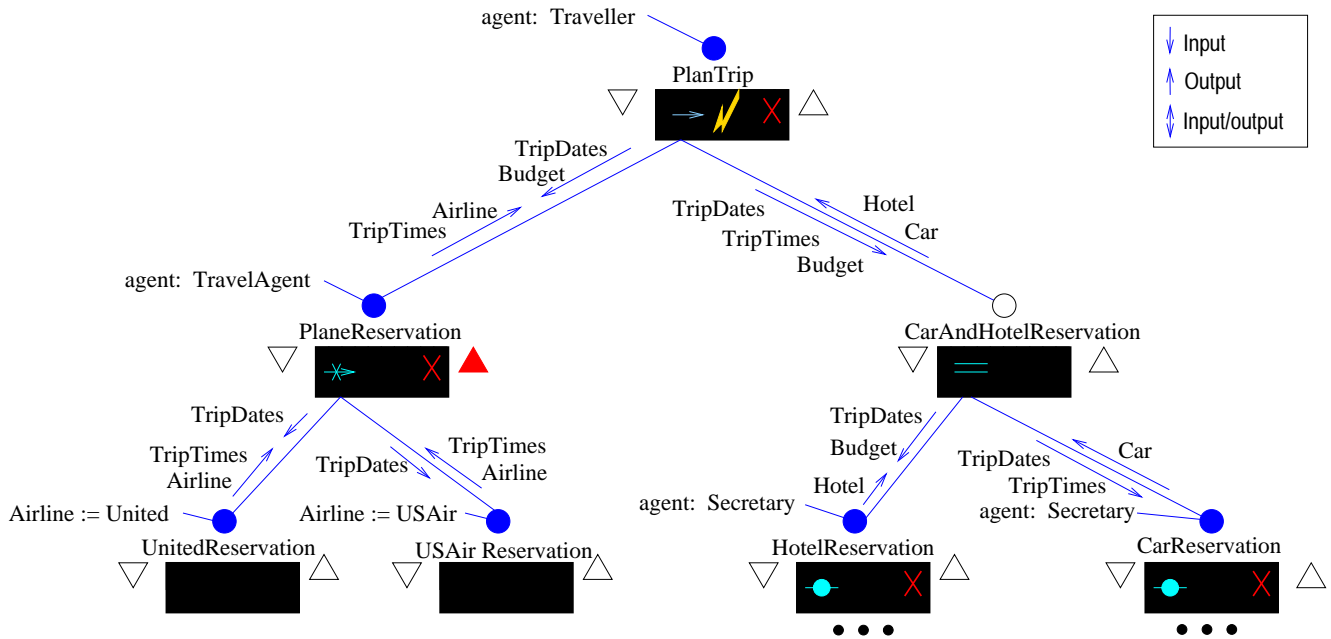 agent: Traveller
PlanTrip
Input
Output
Input/output
TripDates
Budget
Airline
TripTimes
TripDates
TripTimes
Budget
Hotel
Car
agent: TravelAgent
PlaneReservation
CarAndHotelReservation
TripDates
TripTimes
Airline
TripDates
TripTimes
Airline
TripDates
Budget
Hotel
TripDates
TripTimes
Car
Airline := United
Airline := USAir
agent: Secretary
agent: Secretary
UnitedReservation
USAir Reservation
HotelReservation
CarReservation